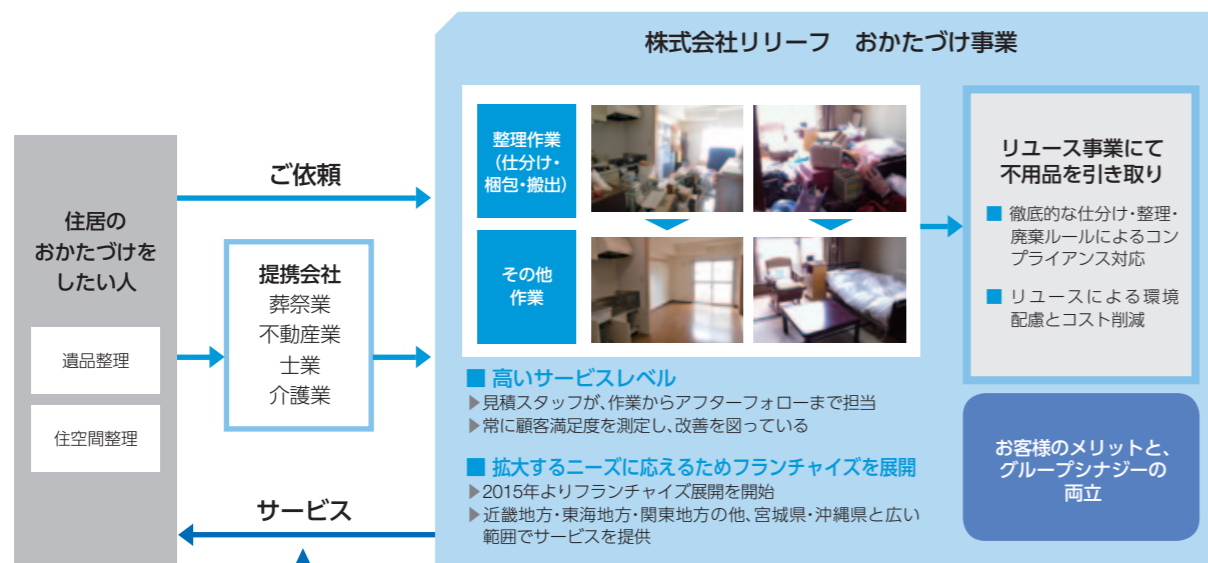 株式会社リリーフ　おかたづけ事業
住居の
おかたづけを
したい人
遺品整理
住空間整理
ご依頼
提携会社
葬祭業
不動産業
士業
介護業
サービス
整理作業
（仕分け・
梱包・搬出）
その他
作業
■ 高いサービスレベル
▶見積スタッフが、作業からアフターフォローまで担当
▶常に顧客満足度を測定し、改善を図っている
■ 拡大するニーズに応えるためフランチャイズを展開
▶2015年よりフランチャイズ展開を開始
▶近畿地方・東海地方・関東地方の他、宮城県・沖縄県と広い
範囲でサービスを提供
リユース事業にて
不用品を引き取り
■ 徹底的な仕分け・整理・
廃棄ルールによるコン
プライアンス対応
■ リユースによる環境
配慮とコスト削減
お客様のメリットと、
グループシナジーの
両立